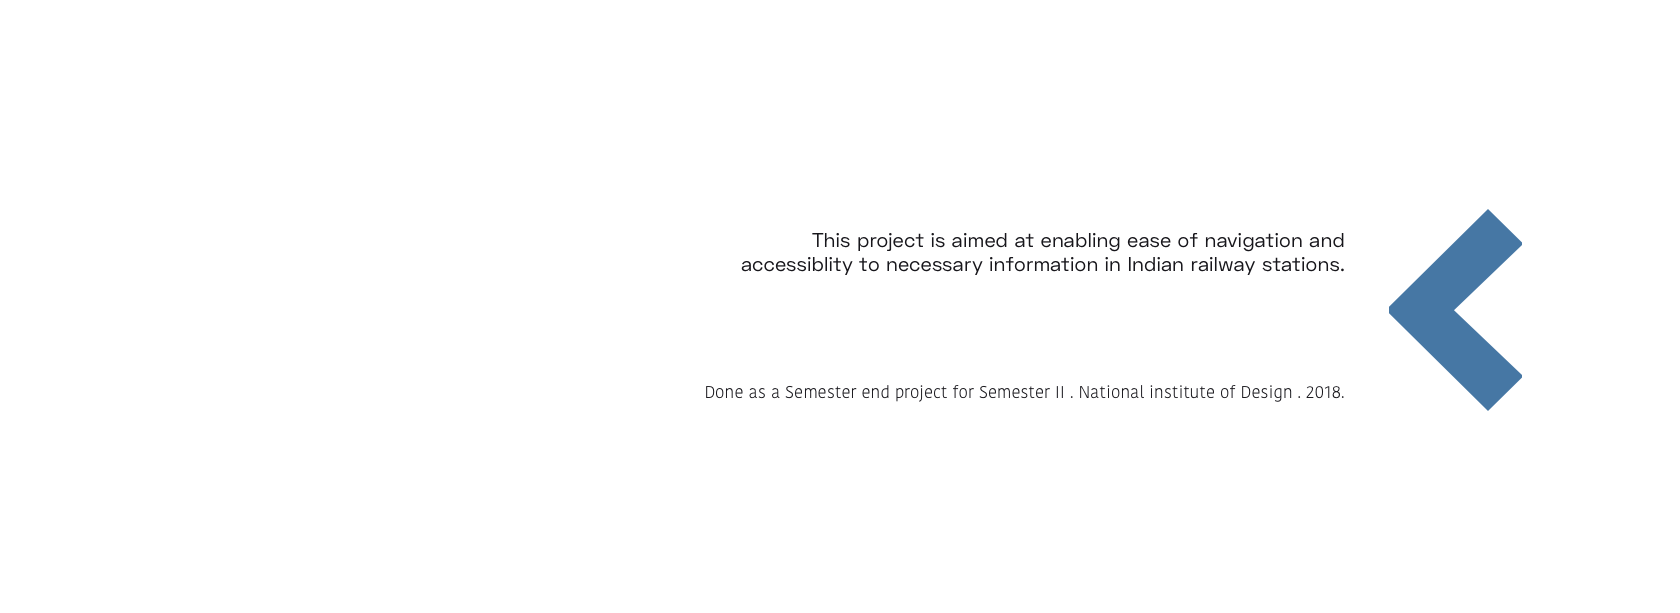 This project is aimed at enabling ease of navigation and
accessiblity to necessary information in Indian railway stations.
Done as a Semester end project for Semester II . National institute of Design . 2018.